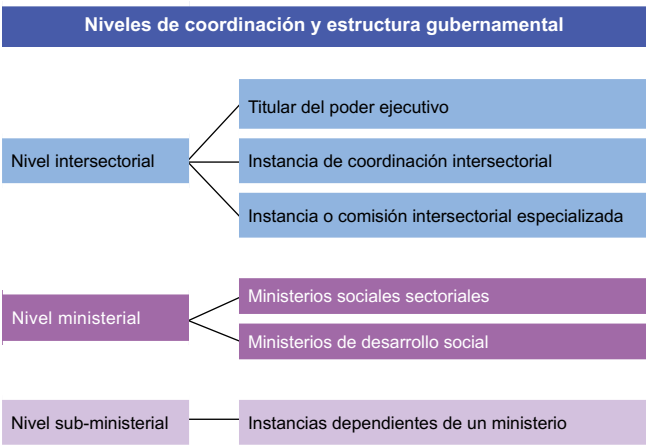 Niveles de coordinación y estructura gubernamental
Titular del poder ejecutivo
Nivel intersectorial
Instancia de coordinación intersectorial
Instancia o comisión intersectorial especializada
Ministerios sociales sectoriales
Nivel ministerial
Ministerios de desarrollo social
Nivel sub-ministerial
Instancias dependientes de un ministerio